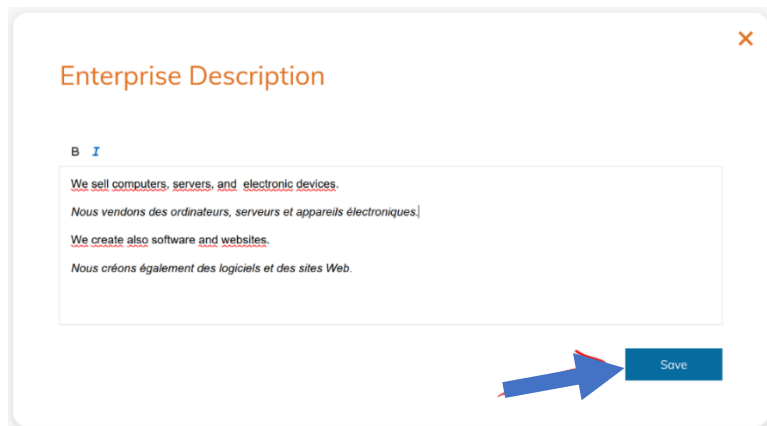 Enterprise Description
B I
We sell computers, servers, and electronic devices.
Nous vendons des ordinateurs, serveurs et appareils électroniques.
We create also software and websites.
Nous créons également des logiciels et des sites Web.
Save